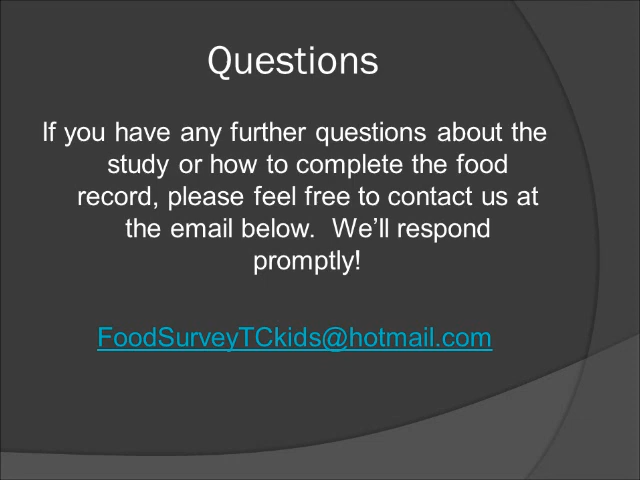 Questions
If you have any further questions about the
study or how to complete the food
record, please feel free to contact us at
the email below.  We’ll respond
promptly!
FoodSurveyTCkids@hotmail.com